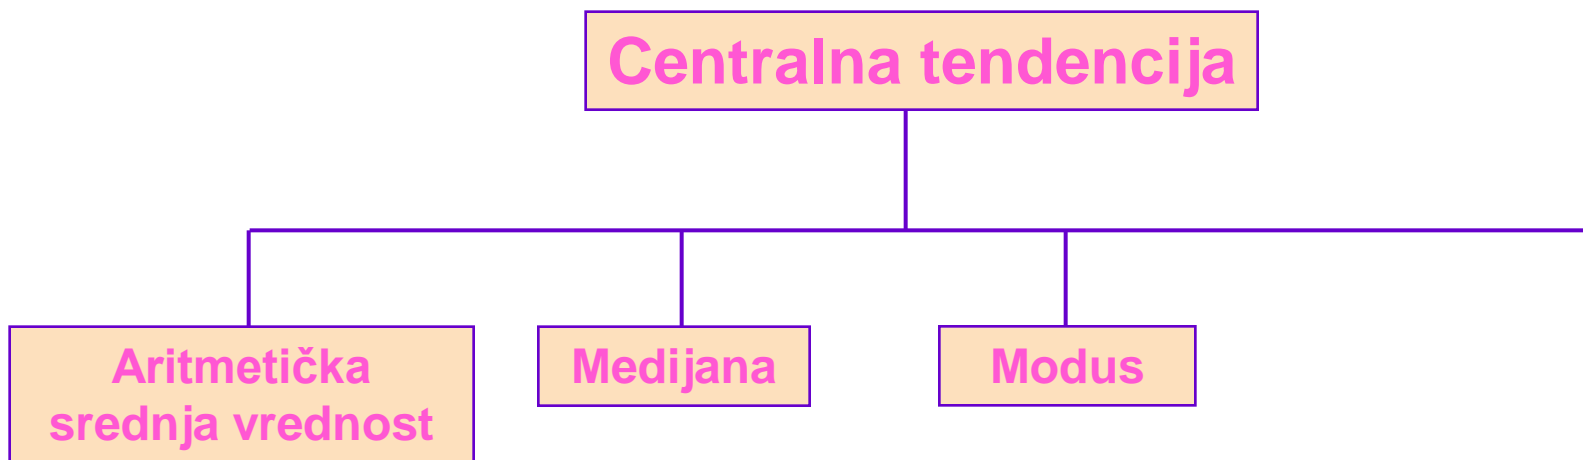 Centralna tendencija
Aritmetička
srednja vrednost
Medijana
Modus